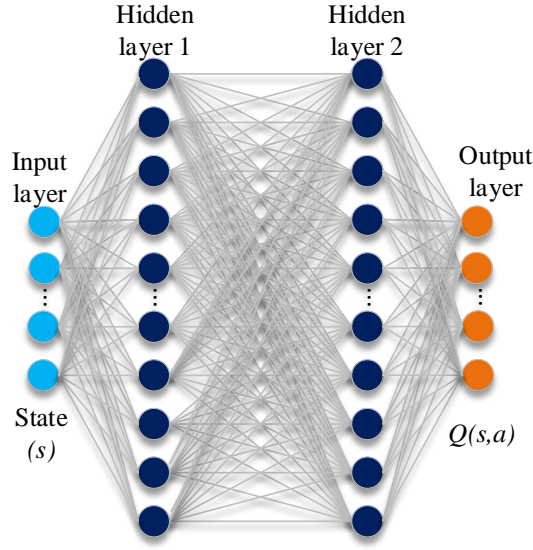 Hidden
layer 1
Hidden
layer 2
Input
layer
Output
layer
...
...
...
...
State
(s)
Q(s,a)